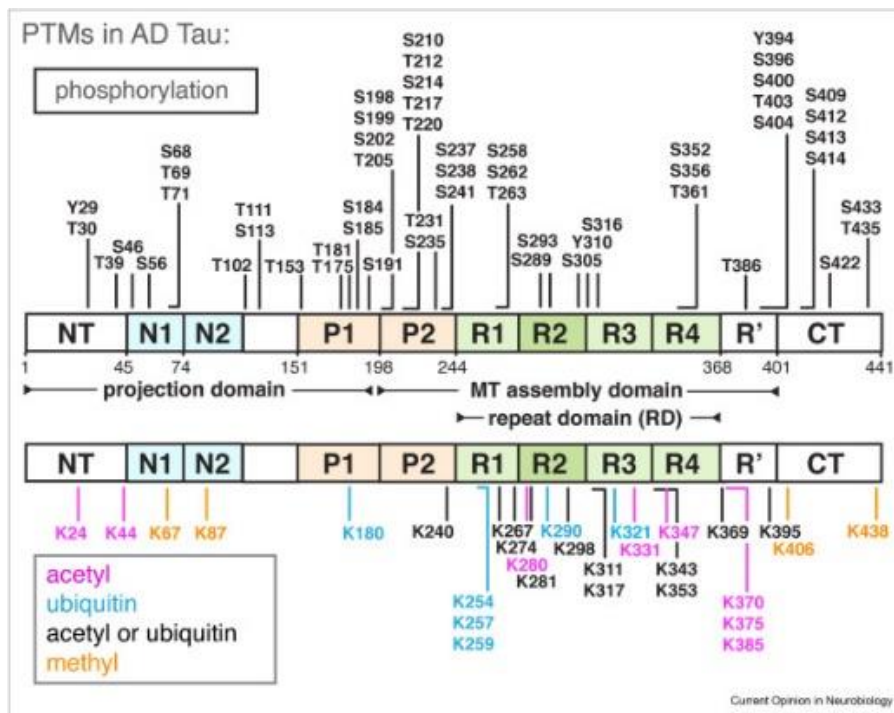 PTMs in AD Tau:
phosphorylation
Y29
T30
T39
S46
S56
S68
T69
T71
T102
T111
S113
T153
T181
T175
S184
S185
S191
S198
S199
S202
T205
S210
T212
S214
T217
T220
T231
S235
S237
S238
S241
S258
S262
T263
S293
S289
S305
Y310
S316
S352
S356
T361
T386
Y394
S396
S400
T403
S404
S409
S412
S413
S414
S422
S433
T435
NT N1 N2 P1 P2 R1 R2 R3 R4 R' CT
1 45 74 151 198 244 368 401 441
projection domain MT assembly domain
repeat domain (RD)
NT N1 N2 P1 P2 R1 R2 R3 R4 R' CT
K24
K44
K67
K87
K180
K240
K254
K257
K259
K267
K274
K280
K281
K290
K298
K311
K317
K321
K331
K347
K343
K353
K369
K370
K375
K385
K395
K406
K438
acetyl
ubiquitin
acetyl or ubiquitin
methyl
Current Opinion in Neurobiology